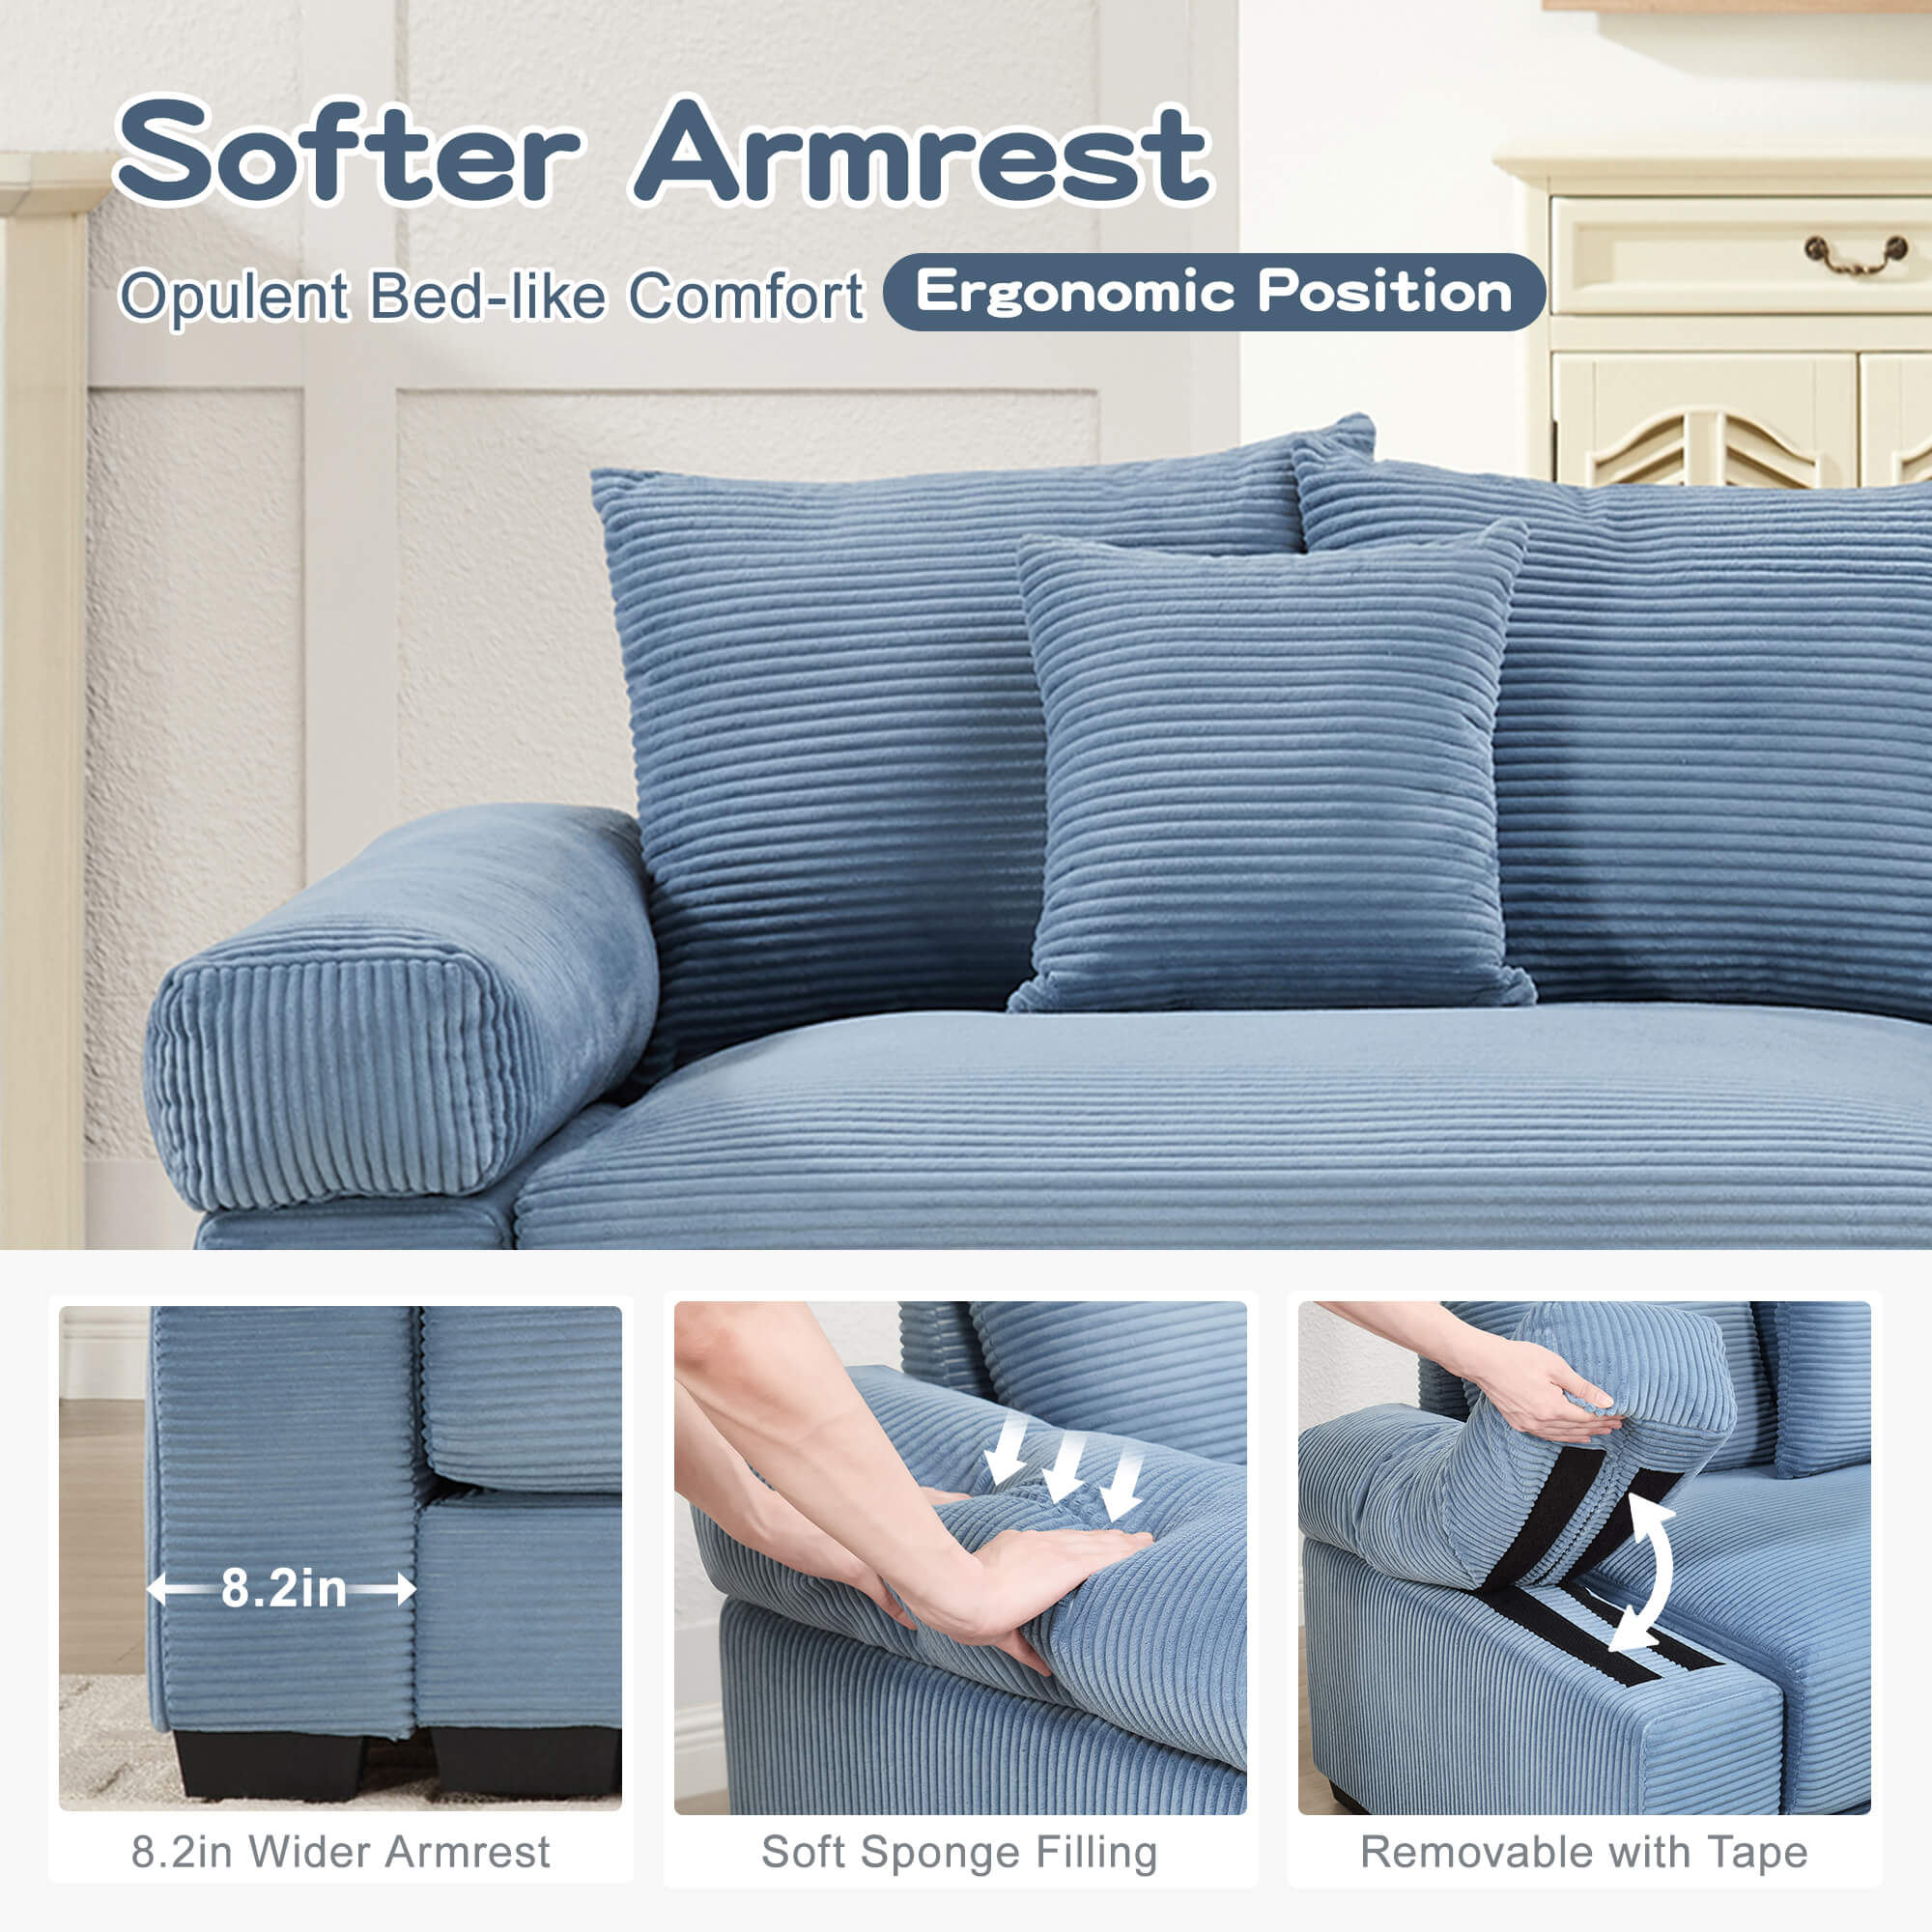 Softer Armrest
Opulent Bed-like Comfort Ergonomic Position
8.2in
8.2in Wider Armrest
Soft Sponge Filling
Removable with Tape